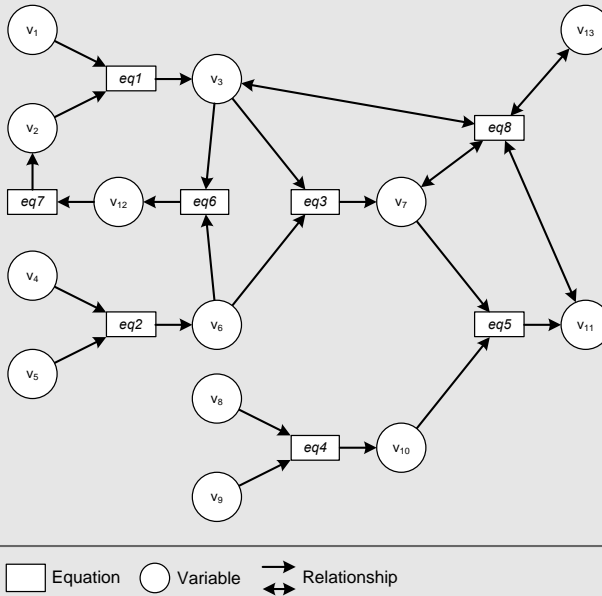 v1
v13
eq1
v3
v2
eq8
eq7
v12
eq6
eq3
v7
v4
eq2
v6
eq5
v11
v5
v8
eq4
v10
v9
Equation
Variable
Relationship